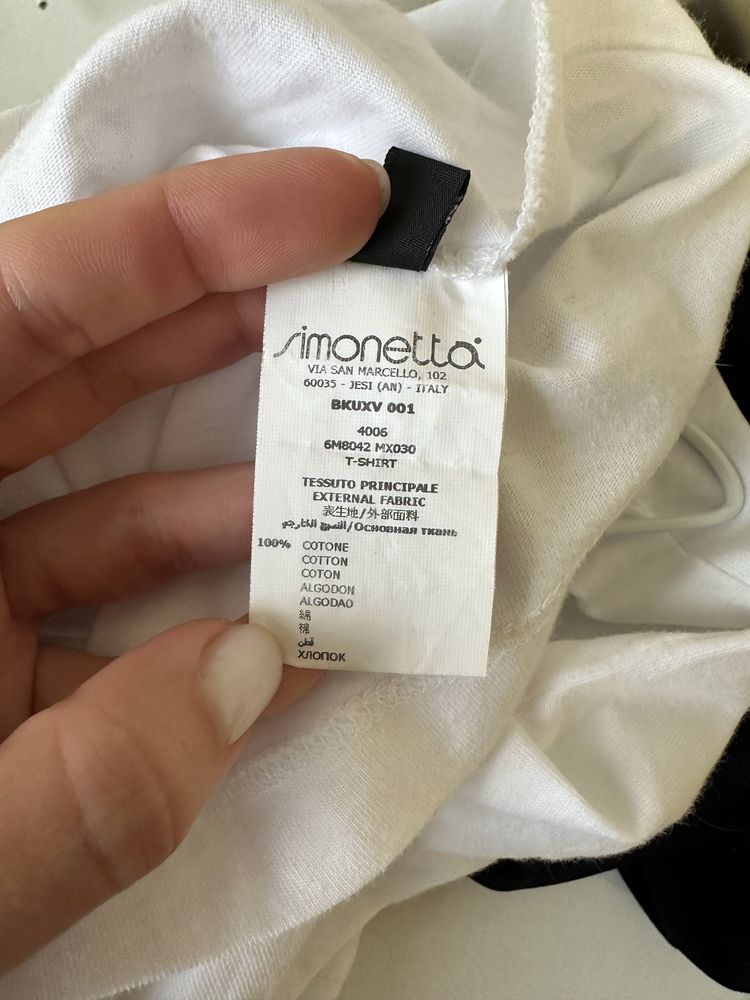 simonetta
VIA SAN MARCELLO, 102
60035 - JESI (AN) - ITALY
BKUXV 001
4006
6M8042 MX030
T-SHIRT
TESSUTO PRINCIPALE
EXTERNAL FABRIC
表生地/外部面料
النسيج الخارجي/Основная ткань
100% COTONE
COTTON
COTON
ALGODON
ALGODAO
綿
棉
قطن
ХЛОПОК